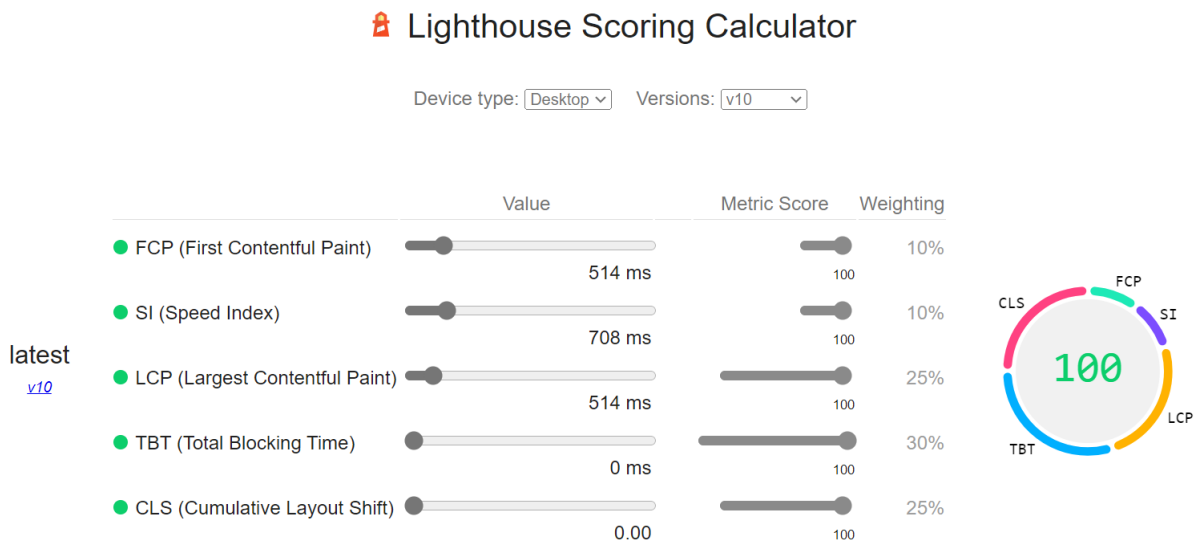 Lighthouse Scoring Calculator
Device type: Desktop Versions: v10
Value Metric Score Weighting
FCP (First Contentful Paint) 10%
514 ms 100
SI (Speed Index) 10%
708 ms 100
latest
v10
LCP (Largest Contentful Paint) 25%
514 ms 100
TBT (Total Blocking Time) 30%
0 ms 100
CLS (Cumulative Layout Shift) 25%
0.00 100
FCP
CLS
SI
100
LCP
TBT